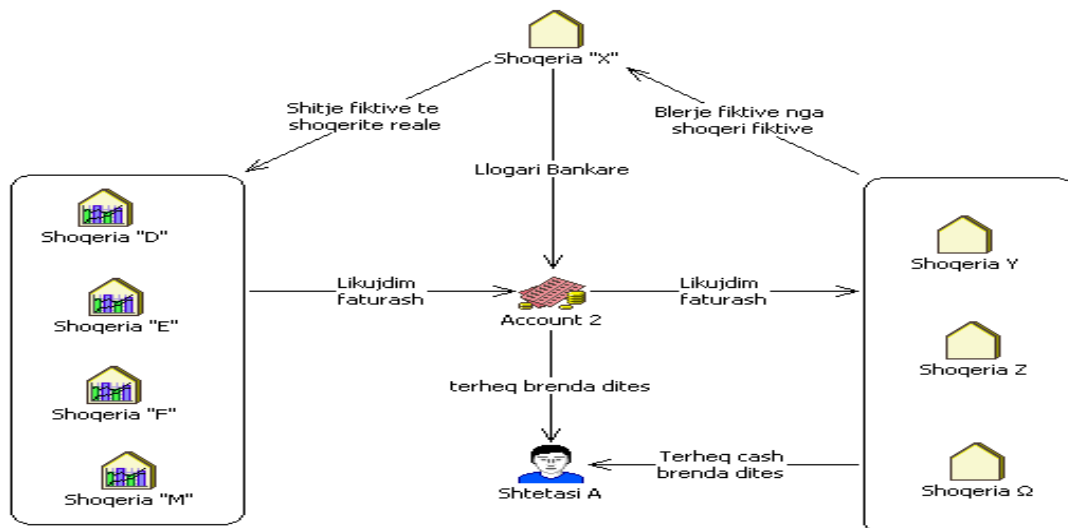 Shoqeria "X"
Shitje fiktive te
shoqerite reale
Blerje fiktive nga
shoqeri fiktive
Llogari Bankare
Shoqeria "D"
Shoqeria "E"
Shoqeria "F"
Shoqeria "M"
Likujdim
faturash
Account 2
Likujdim
faturash
Shoqeria Y
Shoqeria Z
Shoqeria Ω
terheq brenda dites
Terheq cash
brenda dites
Shtetasi A